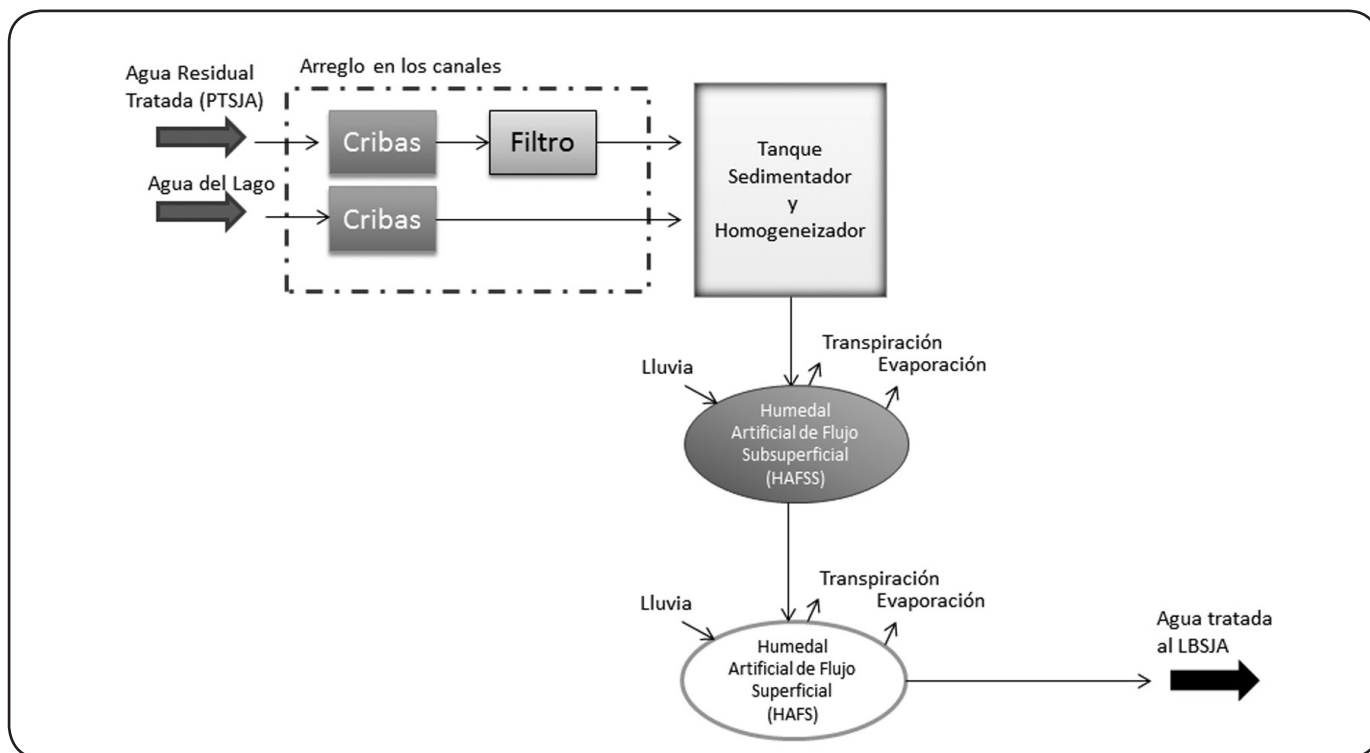 Agua Residual
Tratada (PTSJA)
Arreglo en los canales
Cribas
Filtro
Agua del Lago
Cribas
Tanque
Sedimentador
y
Homogeneizador
Lluvia
Transpiración
Evaporación
Humedal
Artificial de Flujo
Subsuperficial
(HAFSS)
Lluvia
Transpiración
Evaporación
Humedal
Artificial de Flujo
Superficial
(HAFS)
Agua tratada
al LBSJA